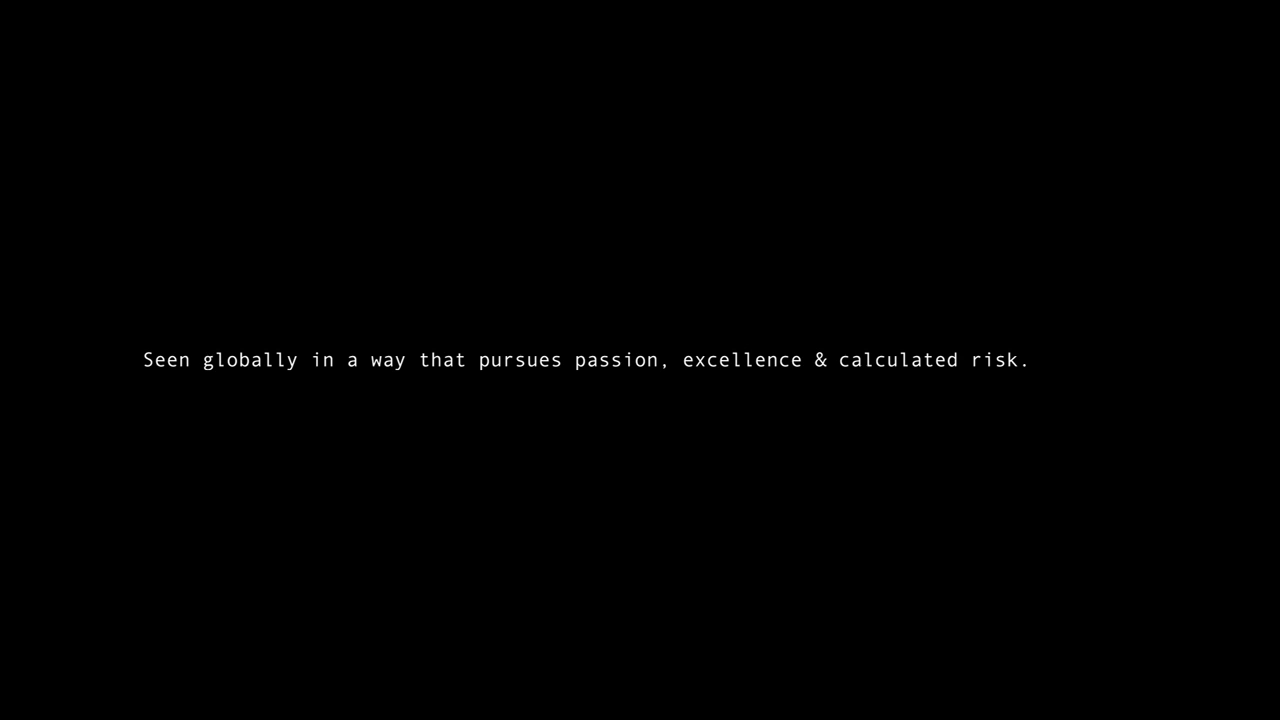 Seen globally in a way that pursues passion, excellence & calculated risk.